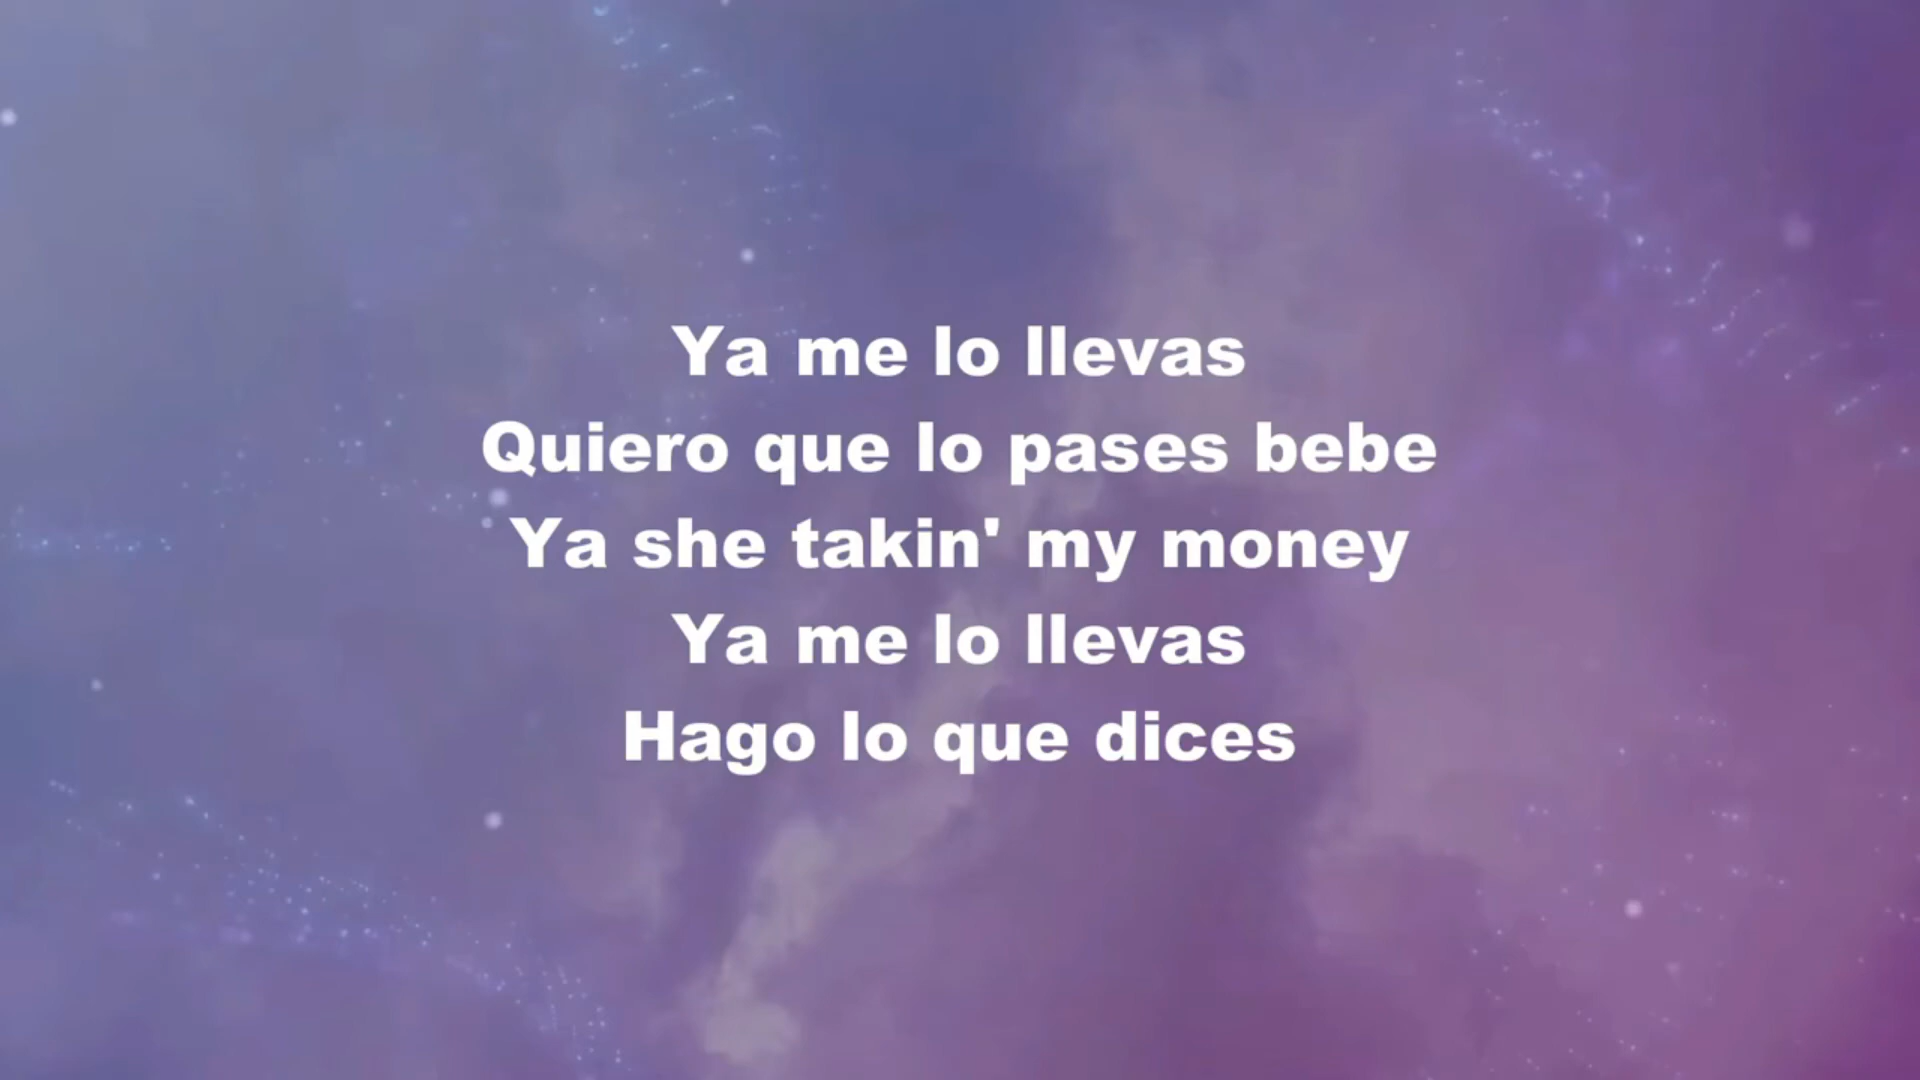 Ya me lo llevas
Quiero que lo pases bebe
Ya she takin' my money
Ya me lo llevas
Hago lo que dices